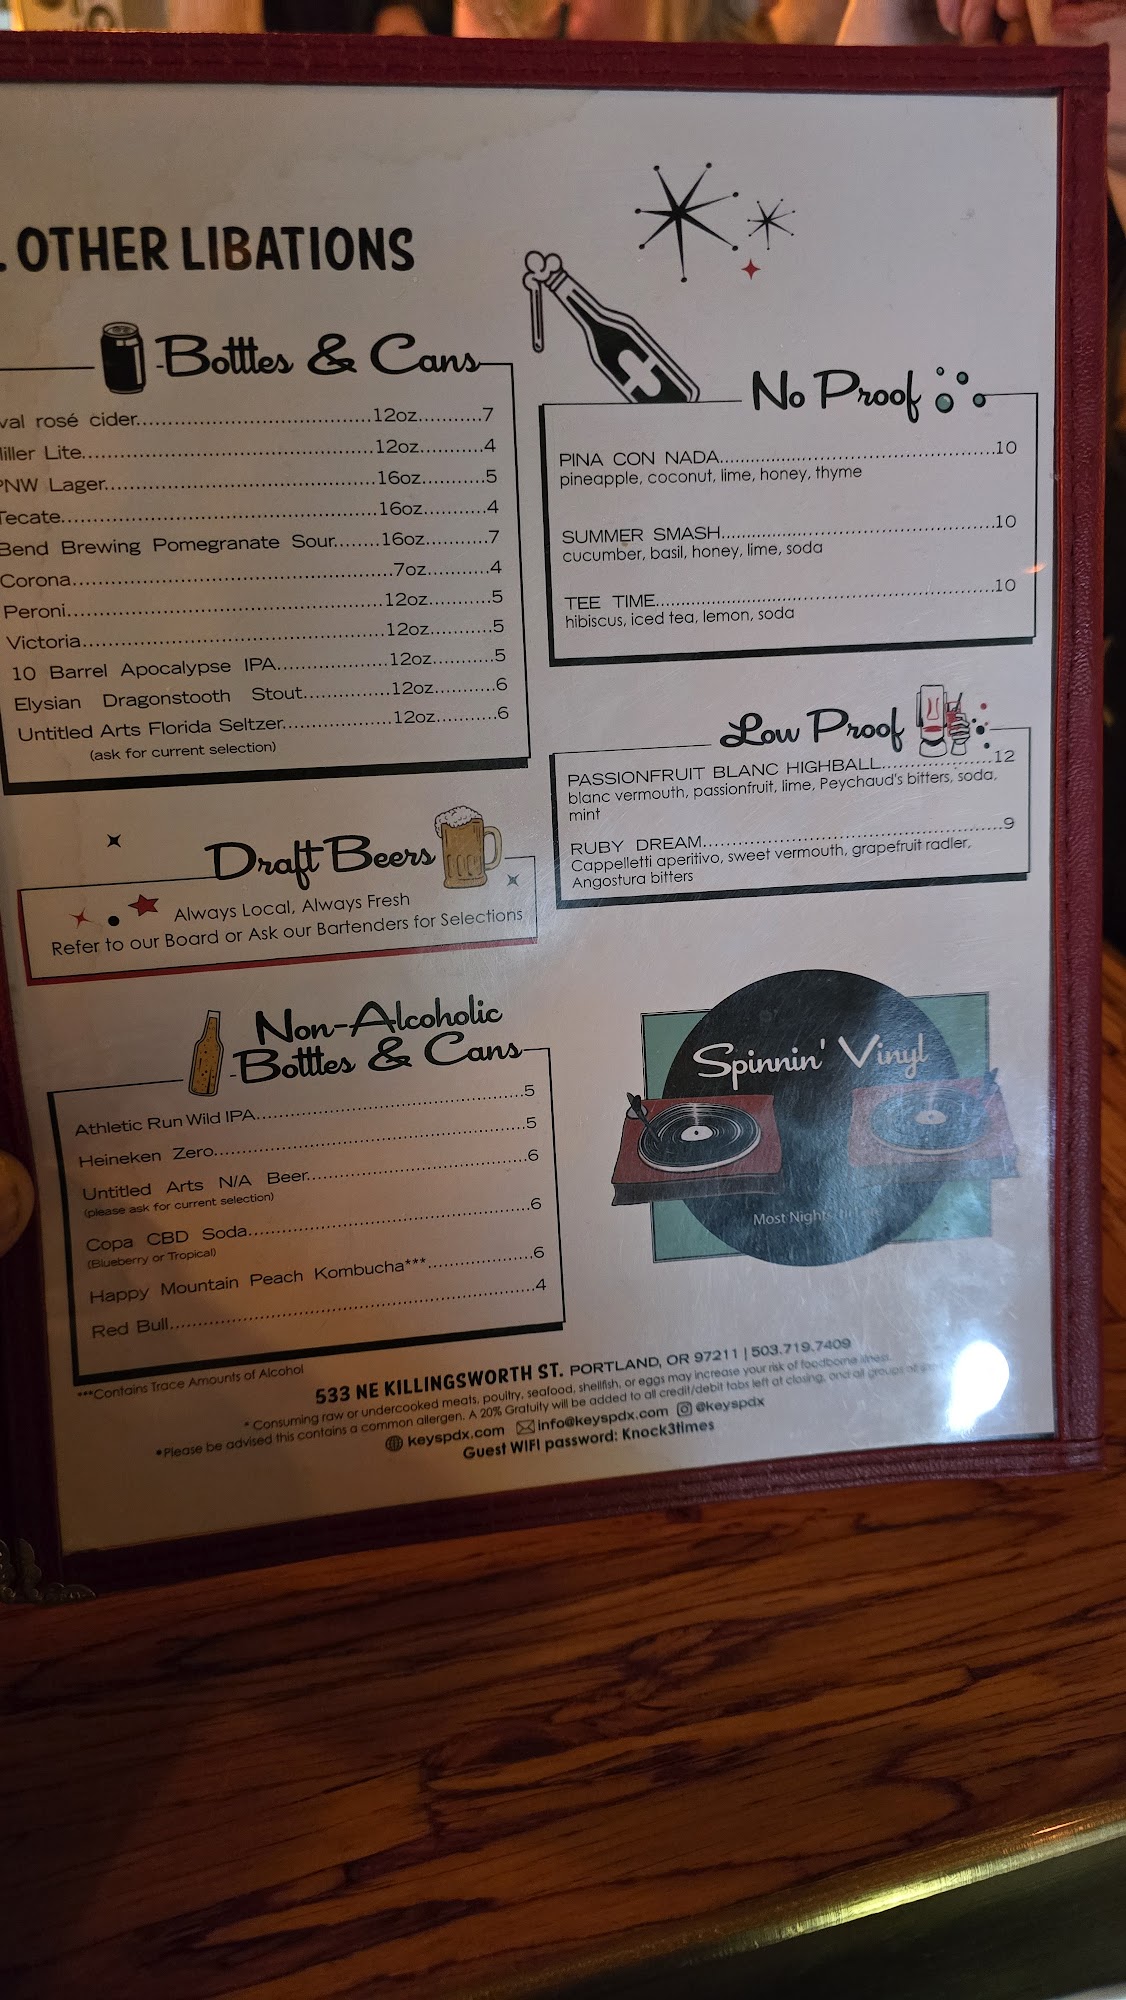 . OTHER LIBATIONS
Botttes & Cans
val rosé cider 12oz 7
iller Lite 12oz 4
PNW Lager 16oz 5
Tecate 16oz 4
Bend Brewing Pomegranate Sour 16oz 7
Corona 7oz 4
Peroni 12oz 5
Victoria 12oz 5
10 Barrel Apocalypse IPA 12oz 5
Elysian Dragonstooth Stout 12oz 6
Untitled Arts Florida Seltzer 12oz 6
(ask for current selection)
Draft Beers
Always Local, Always Fresh
Refer to our Board or Ask our Bartenders for Selections
Non-Alcoholic
Botttes & Cans
Athletic Run Wild IPA 5
Heineken Zero 5
Untitled Arts N/A Beer 6
(please ask for current selection)
Copa CBD Soda 6
(Blueberry or Tropical)
Happy Mountain Peach Kombucha*** 6
Red Bull 4
***Contains Trace Amounts of Alcohol
No Proof
PINA CON NADA 10
pineapple, coconut, lime, honey, thyme
SUMMER SMASH 10
cucumber, basil, honey, lime, soda
TEE TIME 10
hibiscus, iced tea, lemon, soda
Low Proof
PASSIONFRUIT BLANC HIGHBALL 12
blanc vermouth, passionfruit, lime, Peychaud's bitters, soda,
mint
RUBY DREAM 9
Cappelletti aperitivo, sweet vermouth, grapefruit radler,
Angostura bitters
Spinnin' Vinyl
Most Nights
533 NE KILLINGSWORTH ST. PORTLAND, OR 97211 | 503.719.7409
* Consuming raw or undercooked meats, poultry, seafood, shellfish, or eggs may increase your risk of foodborne illness.
•Please be advised this contains a common allergen. A 20% Gratuity will be added to all credit/debit tabs left at closing, and all groups of
keyspdx.com info@keyspdx.com @keyspdx
Guest WIFI password: Knock3times